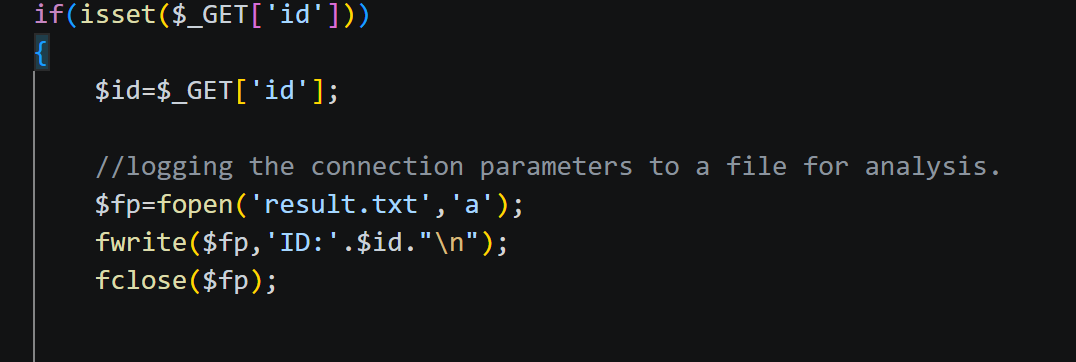 if(isset($_GET['id']))
{
$id=$_GET['id'];
//logging the connection parameters to a file for analysis.
$fp=fopen('result.txt','a');
fwrite($fp,'ID:'.$id."\n");
fclose($fp);